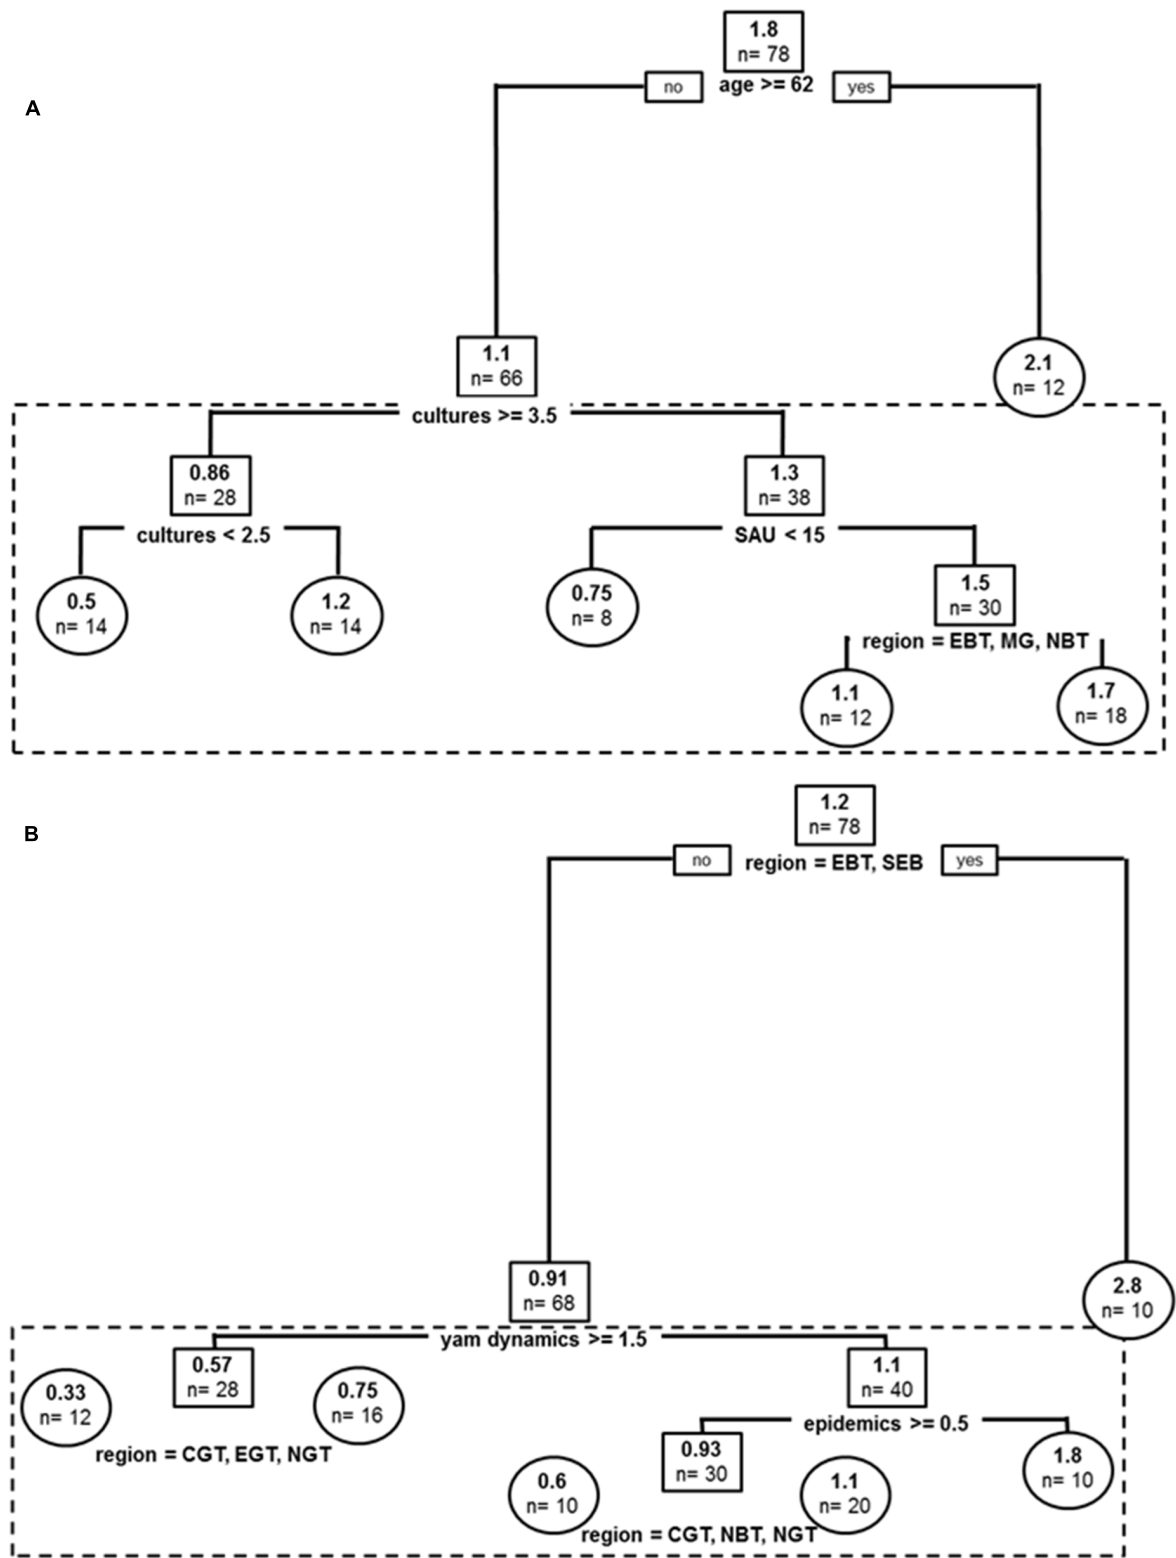 A
1.8
n= 78
no
age >= 62
yes
1.1
n= 66
2.1
n= 12
cultures >= 3.5
0.86
n= 28
1.3
n= 38
cultures < 2.5
SAU < 15
0.5
n= 14
1.2
n= 14
0.75
n= 8
1.5
n= 30
region = EBT, MG, NBT
1.1
n= 12
1.7
n= 18
B
1.2
n= 78
no
region = EBT, SEB
yes
0.91
n= 68
2.8
n= 10
yam dynamics >= 1.5
0.57
n= 28
1.1
n= 40
0.33
n= 12
0.75
n= 16
region = CGT, EGT, NGT
epidemics >= 0.5
0.93
n= 30
1.8
n= 10
0.6
n= 10
1.1
n= 20
region = CGT, NBT, NGT